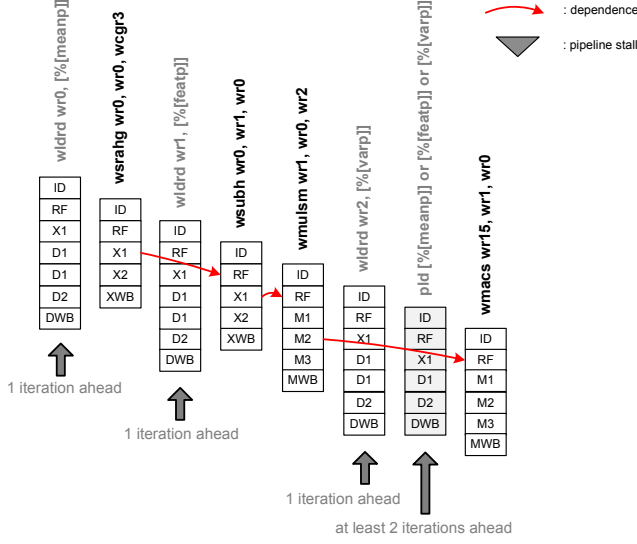 : dependence
: pipeline stall
wldrd wr0, [%[meanp]]
wsrahg wr0, wr0, wcgr3
wldrd wr1, [%[featp]]
wsubh wr0, wr1, wr0
wmulsm wr1, wr0, wr2
wldrd wr2, [%[varp]]
pld [%[meanp]] or [%[featp]] or [%[varp]]
wmacs wr15, wr1, wr0
ID
RF
X1
D1
D1
D2
DWB
ID
RF
X1
X2
XWB
ID
RF
X1
D1
D1
D2
DWB
ID
RF
X1
X2
XWB
ID
RF
M1
M2
M3
MWB
ID
RF
X1
D1
D1
D2
DWB
ID
RF
X1
D1
D2
DWB
ID
RF
M1
M2
M3
MWB
1 iteration ahead
1 iteration ahead
1 iteration ahead
at least 2 iterations ahead